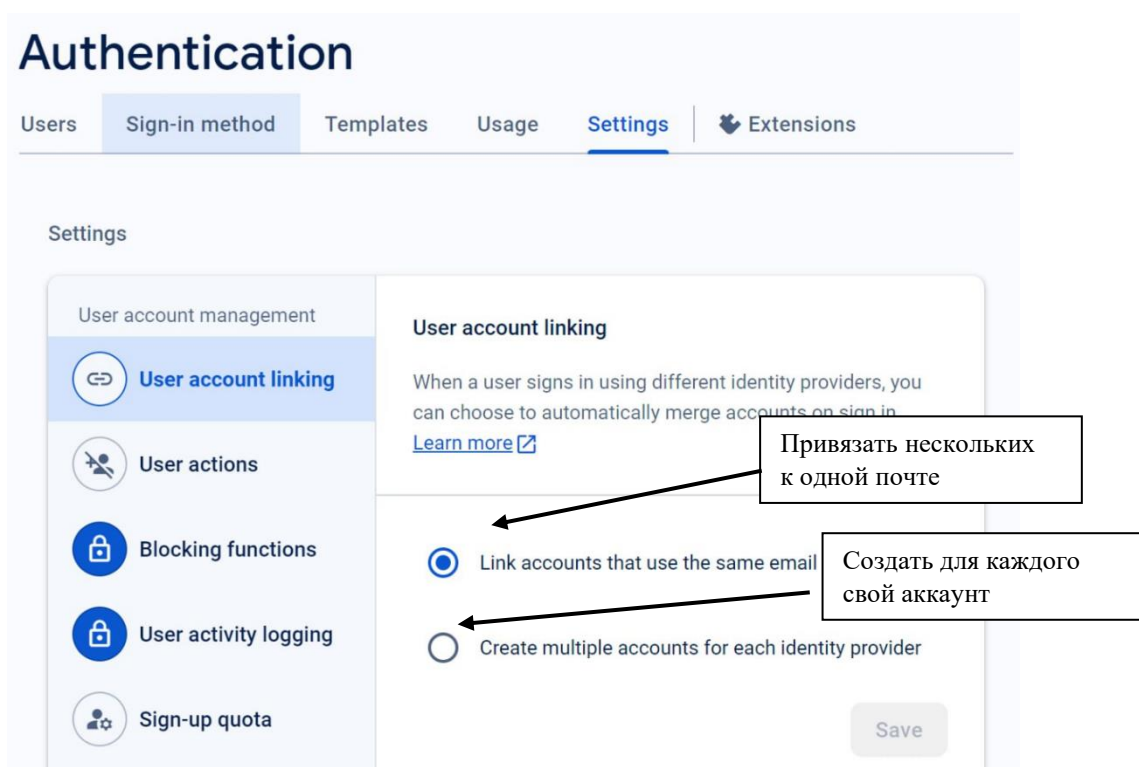 Authentication
Users Sign-in method Templates Usage Settings Extensions
Settings
User account management
User account linking
User actions
Blocking functions
User activity logging
Sign-up quota
User account linking
When a user signs in using different identity providers, you
can choose to automatically merge accounts on sign in
Learn more
Привязать нескольких
к одной почте
Link accounts that use the same email
Создать для каждого
свой аккаунт
Create multiple accounts for each identity provider
Save